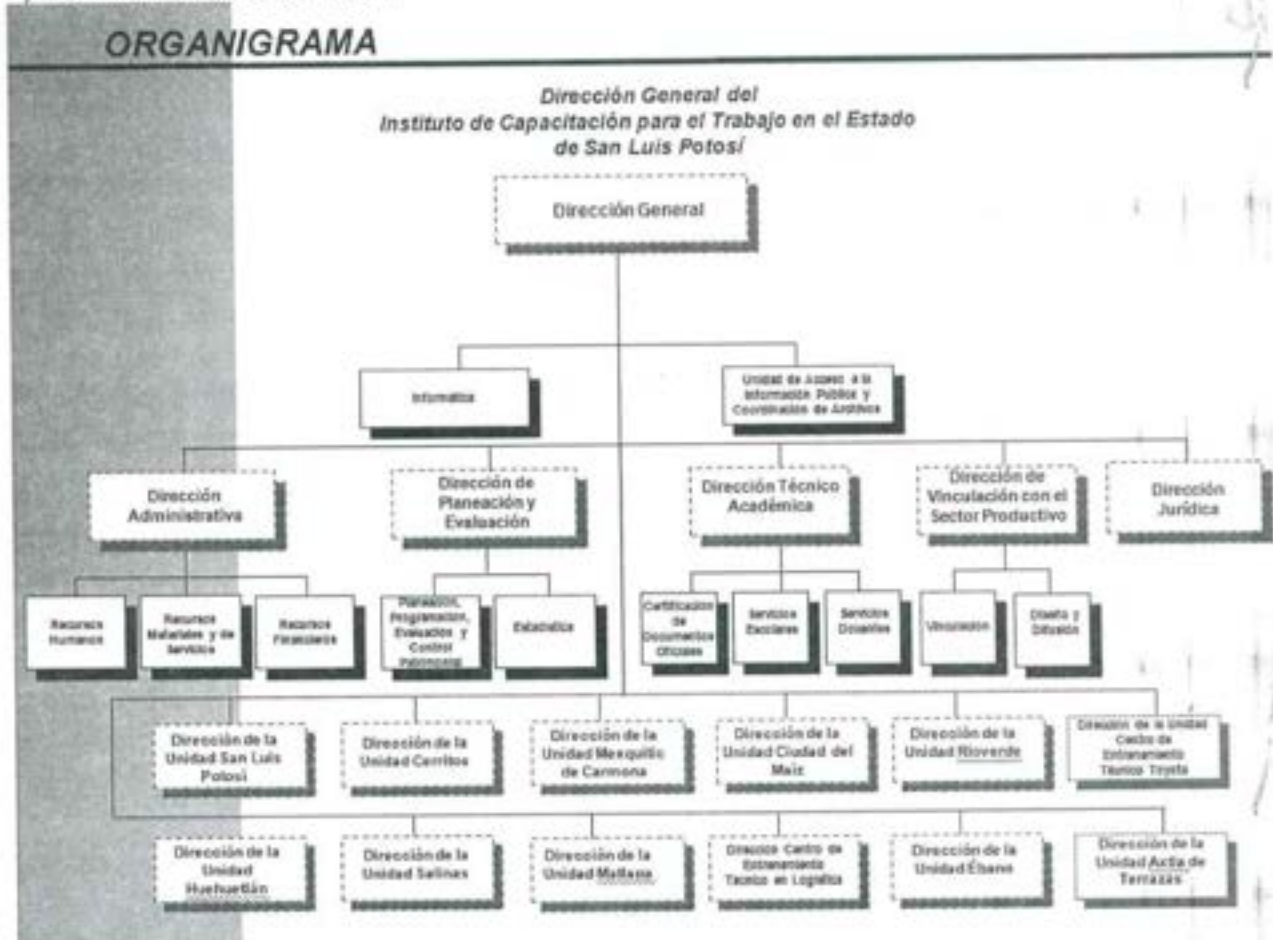 ORGANIGRAMA
Dirección General del
Instituto de Capacitación para el Trabajo en el Estado
de San Luis Potosí
Dirección General
Informática
Unidad de Acceso a la
Información Pública y
Coordinación de Archivos
Dirección
Administrativa
Dirección de
Planeación y
Evaluación
Dirección Técnico
Académica
Dirección de
Vinculación con el
Sector Productivo
Dirección
Jurídica
Recursos
Humanos
Recursos
Materiales y de
Servicios
Recursos
Financieros
Planeación,
Programación,
Evaluación y
Control
Patrimonial
Estadística
Certificación
de
Documentos
Oficiales
Servicios
Escolares
Servicios
Docentes
Vinculación
Diseño y
Difusión
Dirección de la
Unidad San Luis
Potosí
Dirección de la
Unidad Cerritos
Dirección de la
Unidad Mexquitic
de Carmona
Dirección de la
Unidad Ciudad del
Maíz
Dirección de la
Unidad Rioverde
Dirección de la Unidad
Centro de
Entrenamiento
Técnico Toyota
Dirección de la
Unidad
Huehuetlán
Dirección de la
Unidad Salinas
Dirección de la
Unidad Matlapa
Dirección Centro de
Entrenamiento
Técnico en Logística
Dirección de la
Unidad Ébano
Dirección de la
Unidad Axtla de
Terrazas